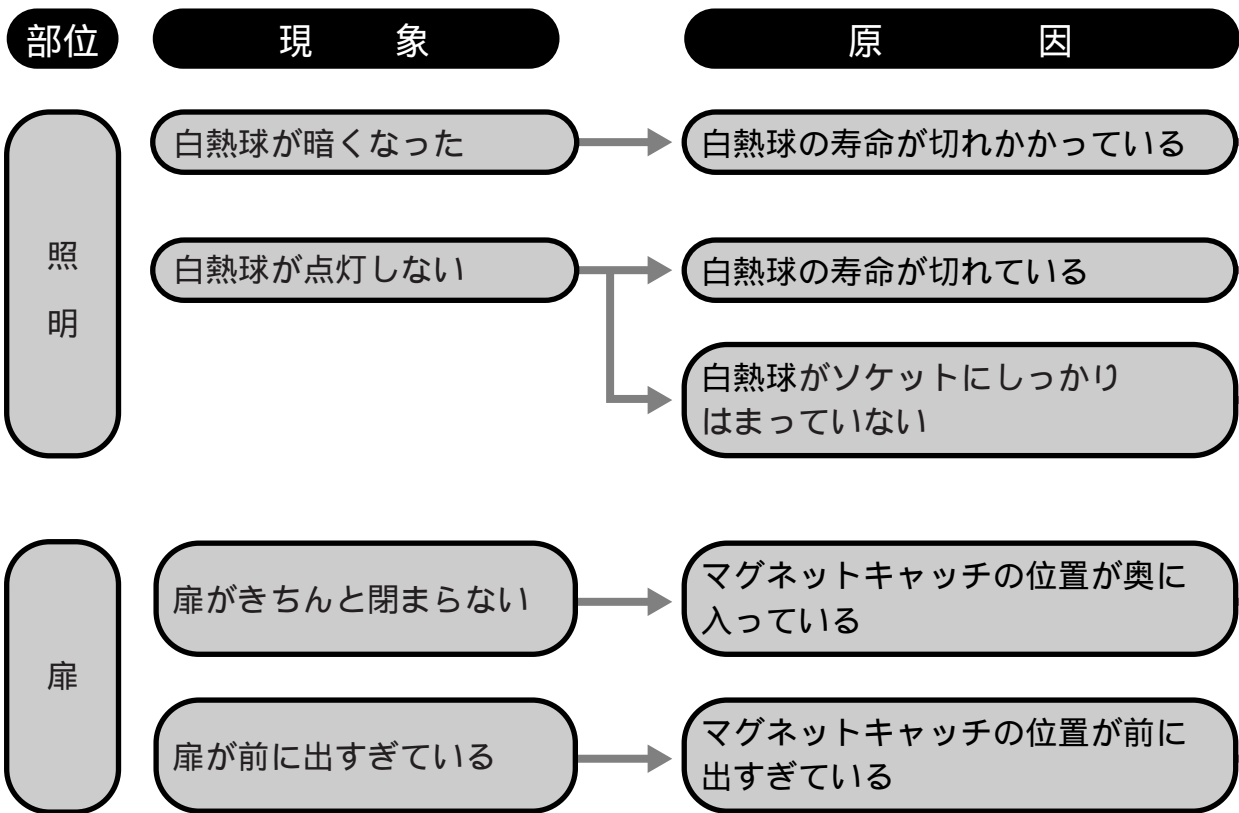 部位 現象 原因
照明
白熱球が暗くなった
白熱球の寿命が切れかかっている
白熱球が点灯しない
白熱球の寿命が切れている
白熱球がソケットにしっかり
はまっていない
扉
扉がきちんと閉まらない
マグネットキャッチの位置が奥に
入っている
扉が前に出すぎている
マグネットキャッチの位置が前に
出すぎている